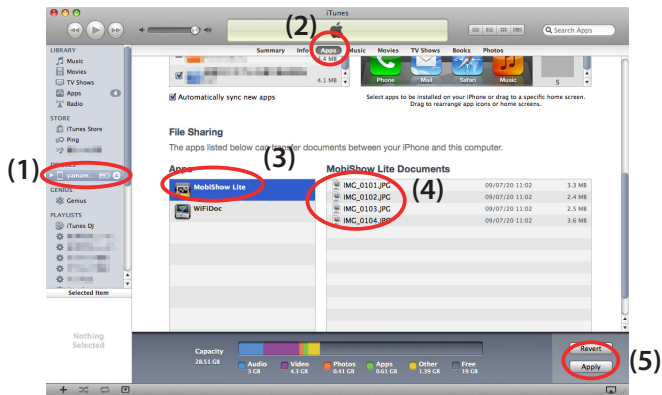 iTunes
(2)
Search Apps
LIBRARY
Music
Movies
TV Shows
Apps
Radio
STORE
iTunes Store
Ping
DEVICES
(1)
yamam
GENIUS
Genius
PLAYLISTS
iTunes DJ
Selected Item
Nothing
Selected
Summary Info Apps Music Movies TV Shows Books Photos
4.4 MB
4.1 MB
Phone Mail Safari Music
5
Automatically sync new apps
Select apps to be installed on your iPhone or drag to a specific home screen.
Drag to rearrange app icons or home screens.
File Sharing
The apps listed below can transfer documents between your iPhone and this computer.
(3)
Apps
MobiShow Lite
WiFiDoc
MobiShow Lite Documents
(4)
IMG_0101.JPG 09/07/20 11:02 3.3 MB
IMG_0102.JPG 09/07/20 11:02 2.4 MB
IMG_0103.JPG 09/07/20 11:02 2.5 MB
IMG_0104.JPG 09/07/20 11:02 3.6 MB
Capacity
28.51 GB
Audio
3 GB
Video
4.3 GB
Photos
0.41 GB
Apps
0.61 GB
Other
1.39 GB
Free
19 GB
Revert
Apply
(5)